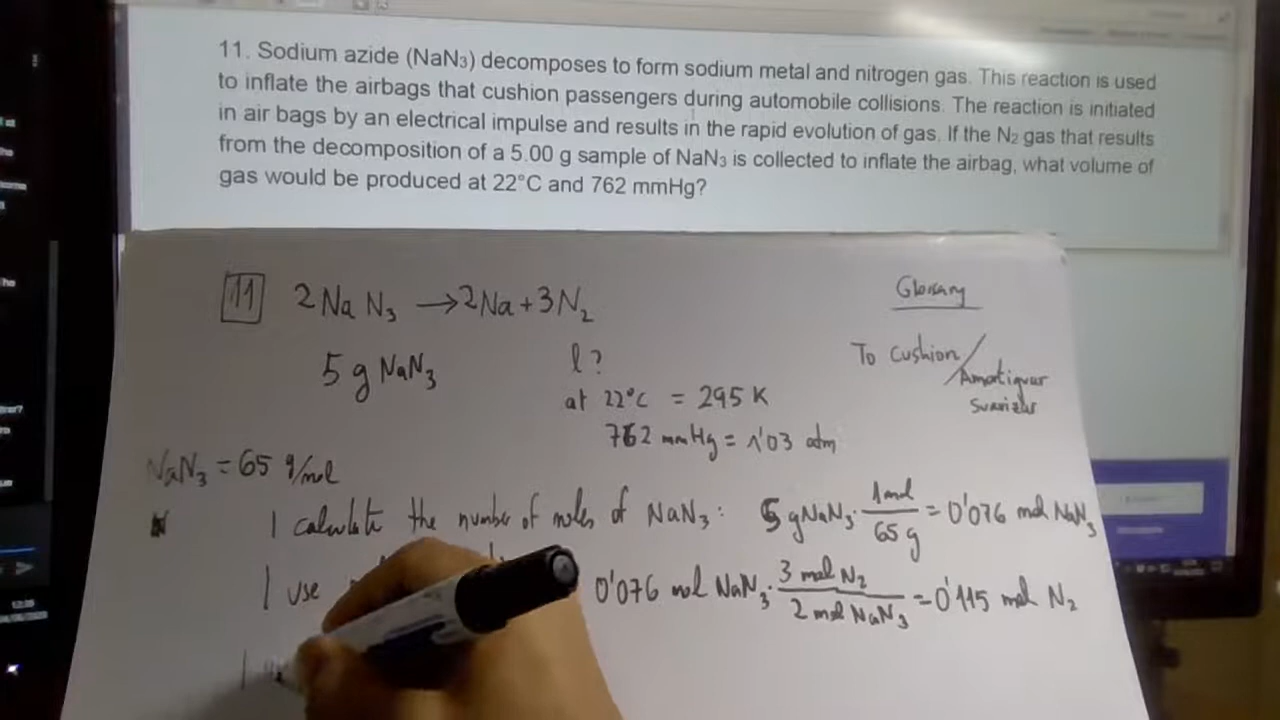 11. Sodium azide (NaN3) decomposes to form sodium metal and nitrogen gas. This reaction is used
to inflate the airbags that cushion passengers during automobile collisions. The reaction is initiated
in air bags by an electrical impulse and results in the rapid evolution of gas. If the N2 gas that results
from the decomposition of a 5.00 g sample of NaN3 is collected to inflate the airbag, what volume of
gas would be produced at 22°C and 762 mmHg?
11 2 Na N3 → 2Na + 3N2
Glossary
5 g NaN3 l?
To cushion/
Amortiguar
Suavizar
at 22°C = 295 K
762 mmHg = 1'03 atm
NaN3 = 65 g/mol
I calculate the number of moles of NaN3: 5 g NaN3 · 1 mol / 65 g = 0'076 mol NaN3
I use 0'076 mol NaN3 · 3 mol N2 / 2 mol NaN3 = 0'115 mol N2
I